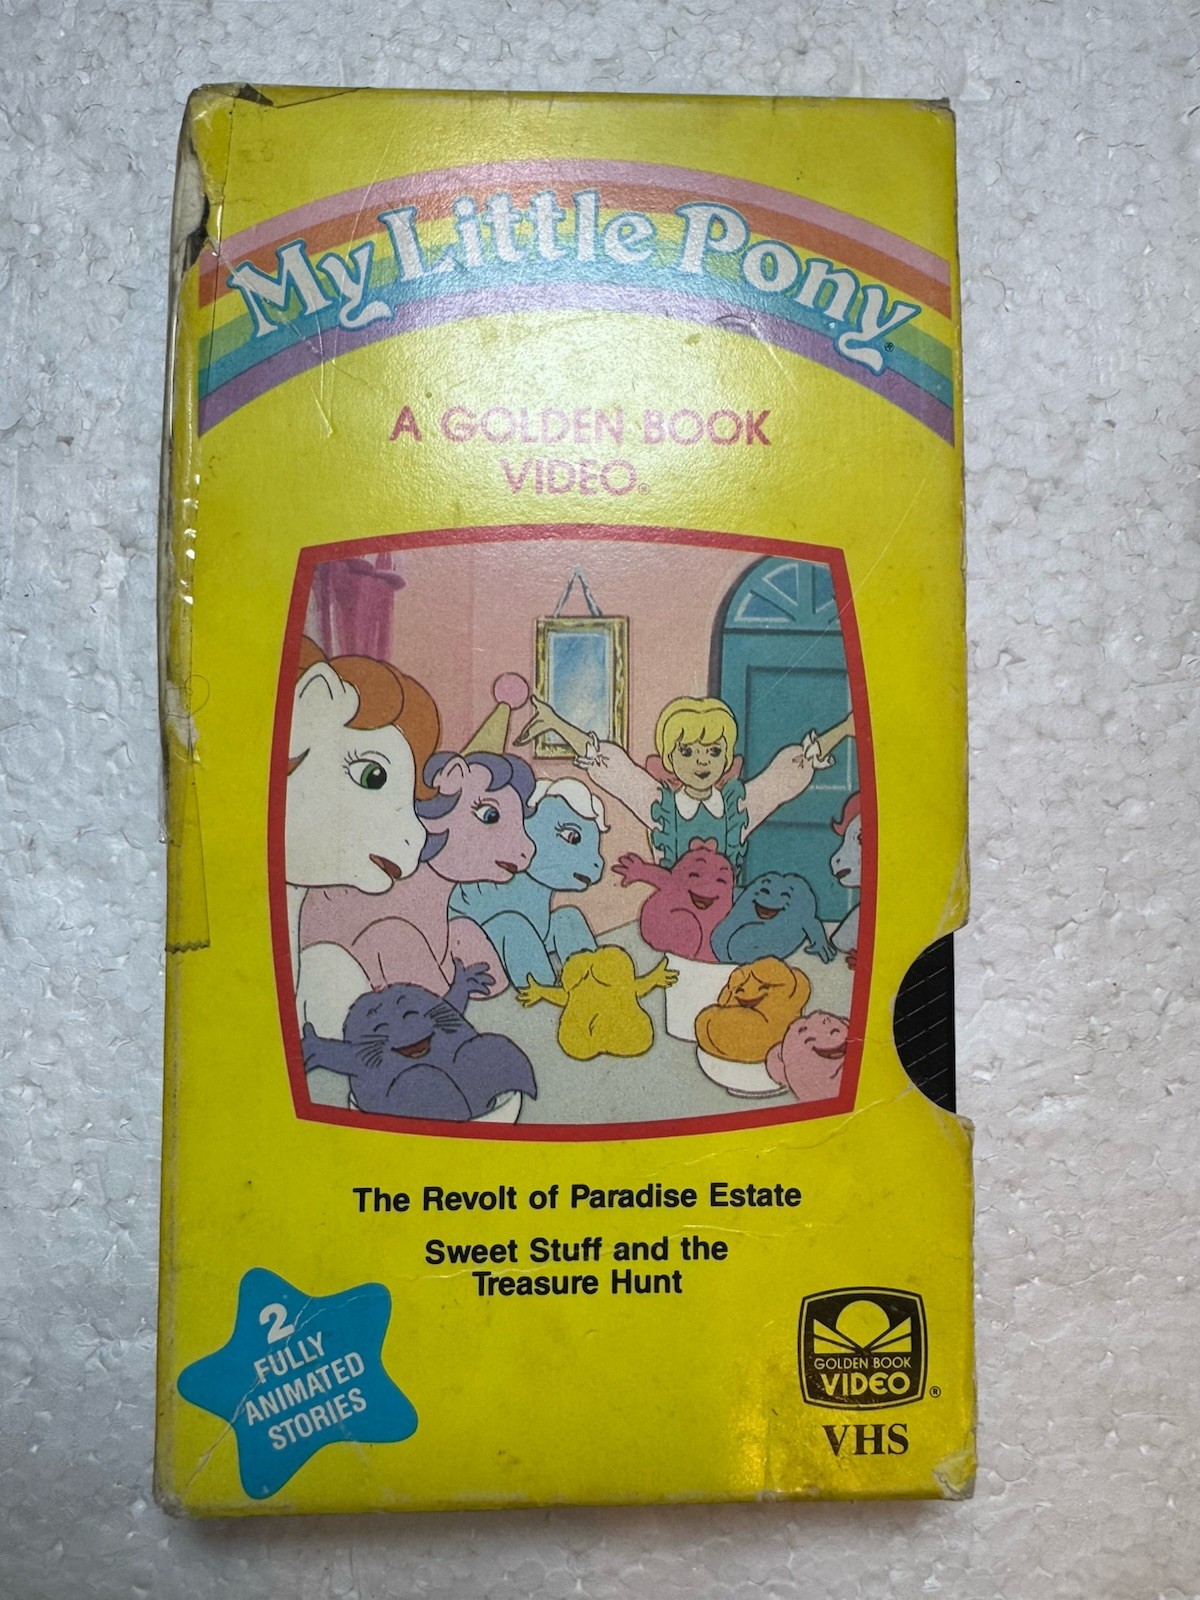 My Little Pony®
A GOLDEN BOOK
VIDEO®
The Revolt of Paradise Estate
Sweet Stuff and the
Treasure Hunt
2
FULLY
ANIMATED
STORIES
GOLDEN BOOK
VIDEO®
VHS